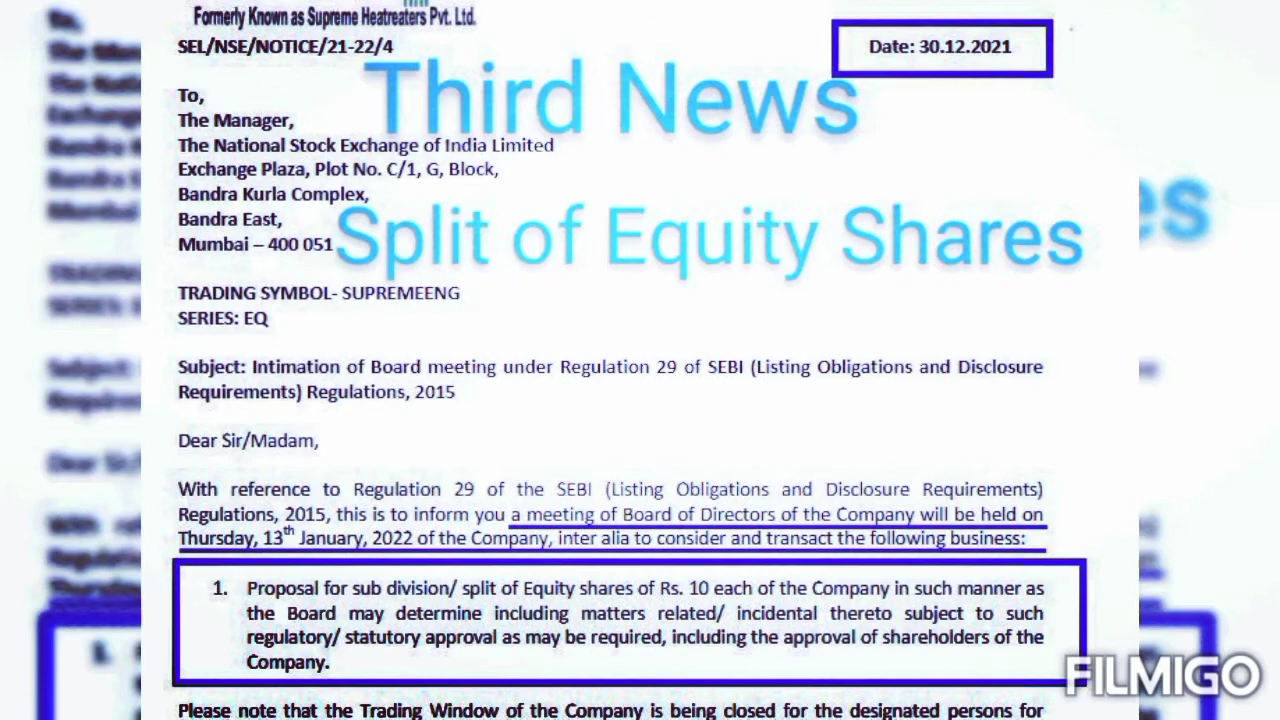 Formerly Known as Supreme Heatreaters Pvt. Ltd.
SEL/NSE/NOTICE/21-22/4
Date: 30.12.2021
Third News
To,
The Manager,
The National Stock Exchange of India Limited
Exchange Plaza, Plot No. C/1, G, Block,
Bandra Kurla Complex,
Bandra East,
Mumbai – 400 051
Split of Equity Shares
TRADING SYMBOL- SUPREMEENG
SERIES: EQ
Subject: Intimation of Board meeting under Regulation 29 of SEBI (Listing Obligations and Disclosure
Requirements) Regulations, 2015
Dear Sir/Madam,
With reference to Regulation 29 of the SEBI (Listing Obligations and Disclosure Requirements)
Regulations, 2015, this is to inform you a meeting of Board of Directors of the Company will be held on
Thursday, 13th January, 2022 of the Company, inter alia to consider and transact the following business:
1. Proposal for sub division/ split of Equity shares of Rs. 10 each of the Company in such manner as
the Board may determine including matters related/ incidental thereto subject to such
regulatory/ statutory approval as may be required, including the approval of shareholders of the
Company.
Please note that the Trading Window of the Company is being closed for the designated persons for
FILMIGO